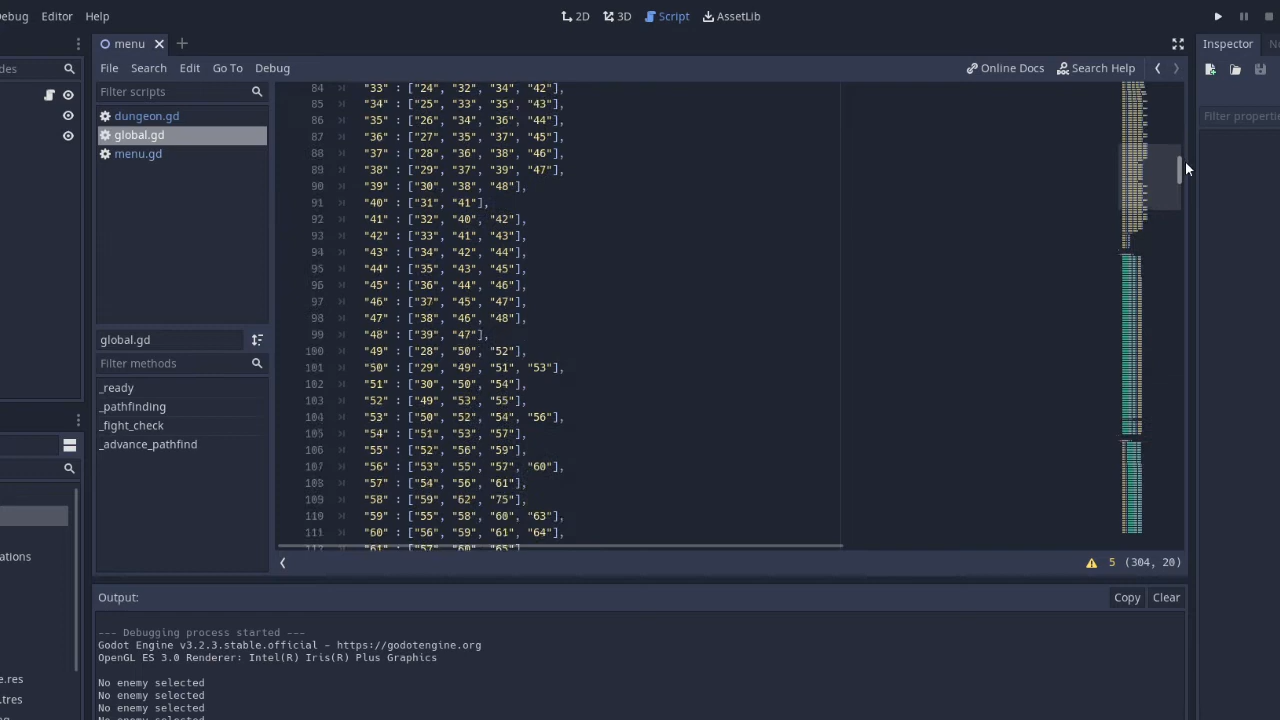 Debug Editor Help 2D 3D Script AssetLib
menu Inspector
File Search Edit Go To Debug Online Docs Search Help
Filter scripts
dungeon.gd
global.gd
menu.gd
global.gd
Filter methods
_ready
_pathfinding
_fight_check
_advance_pathfind
84 "33" : ["24", "32", "34", "42"],
85 "34" : ["25", "33", "35", "43"],
86 "35" : ["26", "34", "36", "44"],
87 "36" : ["27", "35", "37", "45"],
88 "37" : ["28", "36", "38", "46"],
89 "38" : ["29", "37", "39", "47"],
90 "39" : ["30", "38", "48"],
91 "40" : ["31", "41"],
92 "41" : ["32", "40", "42"],
93 "42" : ["33", "41", "43"],
94 "43" : ["34", "42", "44"],
95 "44" : ["35", "43", "45"],
96 "45" : ["36", "44", "46"],
97 "46" : ["37", "45", "47"],
98 "47" : ["38", "46", "48"],
99 "48" : ["39", "47"],
100 "49" : ["28", "50", "52"],
101 "50" : ["29", "49", "51", "53"],
102 "51" : ["30", "50", "54"],
103 "52" : ["49", "53", "55"],
104 "53" : ["50", "52", "54", "56"],
105 "54" : ["51", "53", "57"],
106 "55" : ["52", "56", "59"],
107 "56" : ["53", "55", "57", "60"],
108 "57" : ["54", "56", "61"],
109 "58" : ["59", "62", "75"],
110 "59" : ["55", "58", "60", "63"],
111 "60" : ["56", "59", "61", "64"],
"61" : ["57", "60", "65"]
5 (304, 20)
Filter properties
des
ations
e.res
.tres
Output: Copy Clear
--- Debugging process started ---
Godot Engine v3.2.3.stable.official - https://godotengine.org
OpenGL ES 3.0 Renderer: Intel(R) Iris(R) Plus Graphics
No enemy selected
No enemy selected
No enemy selected